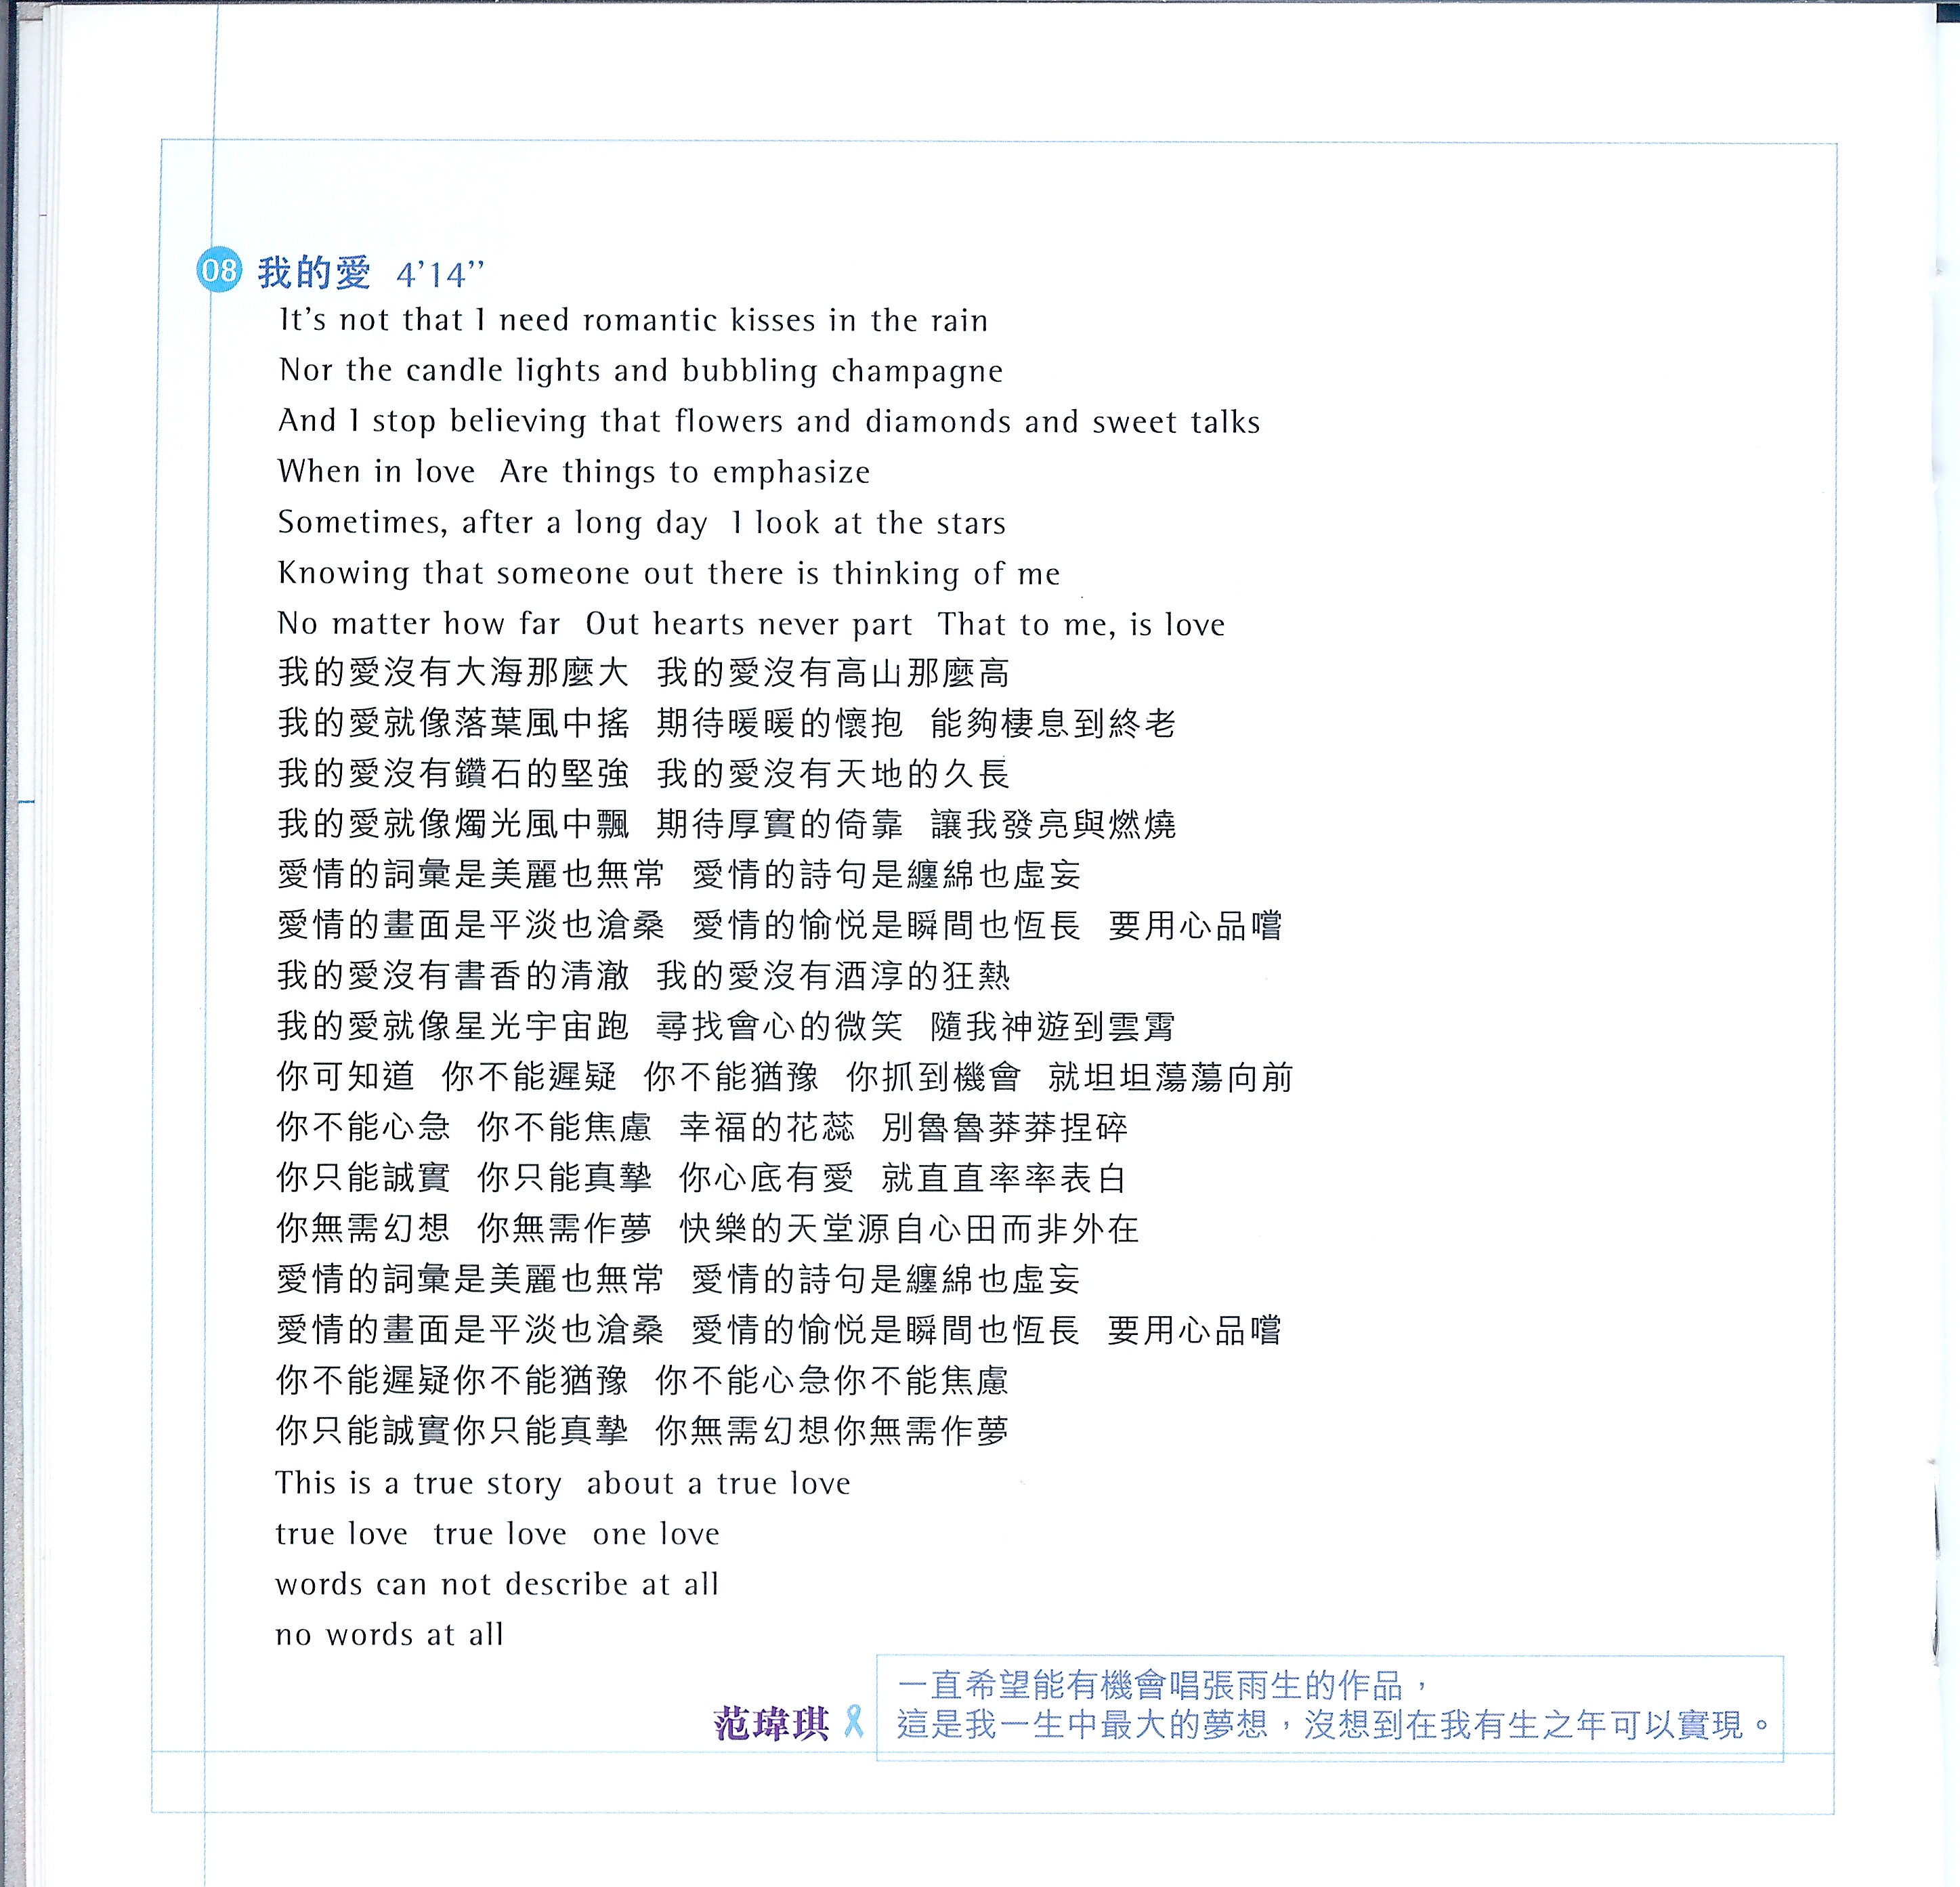 08 我的愛 4’14’’
It’s not that I need romantic kisses in the rain
Nor the candle lights and bubbling champagne
And I stop believing that flowers and diamonds and sweet talks
When in love  Are things to emphasize
Sometimes, after a long day  I look at the stars
Knowing that someone out there is thinking of me
No matter how far  Out hearts never part  That to me, is love
我的愛沒有大海那麼大  我的愛沒有高山那麼高
我的愛就像落葉風中搖  期待暖暖的懷抱  能夠棲息到終老
我的愛沒有鑽石的堅強  我的愛沒有天地的久長
我的愛就像燭光風中飄  期待厚實的倚靠  讓我發亮與燃燒
愛情的詞彙是美麗也無常  愛情的詩句是纏綿也虛妄
愛情的畫面是平淡也滄桑  愛情的愉悅是瞬間也恆長  要用心品嚐
我的愛沒有書香的清澈  我的愛沒有酒淳的狂熱
我的愛就像星光宇宙跑  尋找會心的微笑  隨我神遊到雲霄
你可知道  你不能遲疑  你不能猶豫  你抓到機會  就坦坦蕩蕩向前
你不能心急  你不能焦慮  幸福的花蕊  別魯魯莽莽捏碎
你只能誠實  你只能真摯  你心底有愛  就直直率率表白
你無需幻想  你無需作夢  快樂的天堂源自心田而非外在
愛情的詞彙是美麗也無常  愛情的詩句是纏綿也虛妄
愛情的畫面是平淡也滄桑  愛情的愉悅是瞬間也恆長  要用心品嚐
你不能遲疑你不能猶豫  你不能心急你不能焦慮
你只能誠實你只能真摯  你無需幻想你無需作夢
This is a true story  about a true love
true love  true love  one love
words can not describe at all
no words at all
范瑋琪
一直希望能有機會唱張雨生的作品，
這是我一生中最大的夢想，沒想到在我有生之年可以實現。